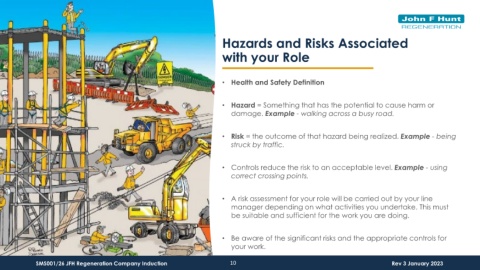 John F Hunt
REGENERATION
Hazards and Risks Associated
with your Role
• Health and Safety Definition
• Hazard = Something that has the potential to cause harm or
damage. Example - walking across a busy road.
• Risk = the outcome of that hazard being realized. Example - being
struck by traffic.
• Controls reduce the risk to an acceptable level. Example - using
correct crossing points.
• A risk assessment for your role will be carried out by your line
manager depending on what activities you undertake. This must
be suitable and sufficient for the work you are doing.
• Be aware of the significant risks and the appropriate controls for
your work.
SMS001/26 JFH Regeneration Company Induction
10
Rev 3 January 2023